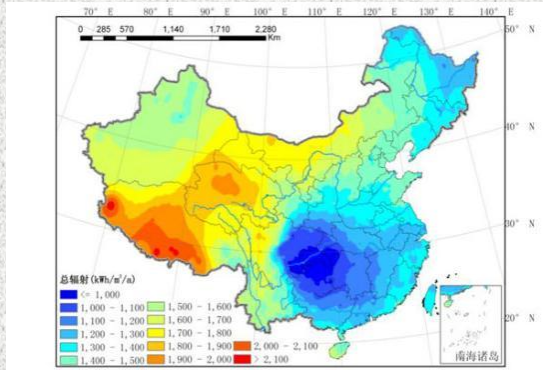 70° E 80° E 90° E 100° E 110° E 120° E 130° E 140° E
0 285 570 1,140 1,710 2,280
Km
50° N
40° N
30° N
20° N
总辐射(kWh/m²/a)
<= 1,000
1,000 - 1,100
1,100 - 1,200
1,200 - 1,300
1,300 - 1,400
1,400 - 1,500
1,500 - 1,600
1,600 - 1,700
1,700 - 1,800
1,800 - 1,900
1,900 - 2,000
2,000 - 2,100
> 2,100
南海诸岛